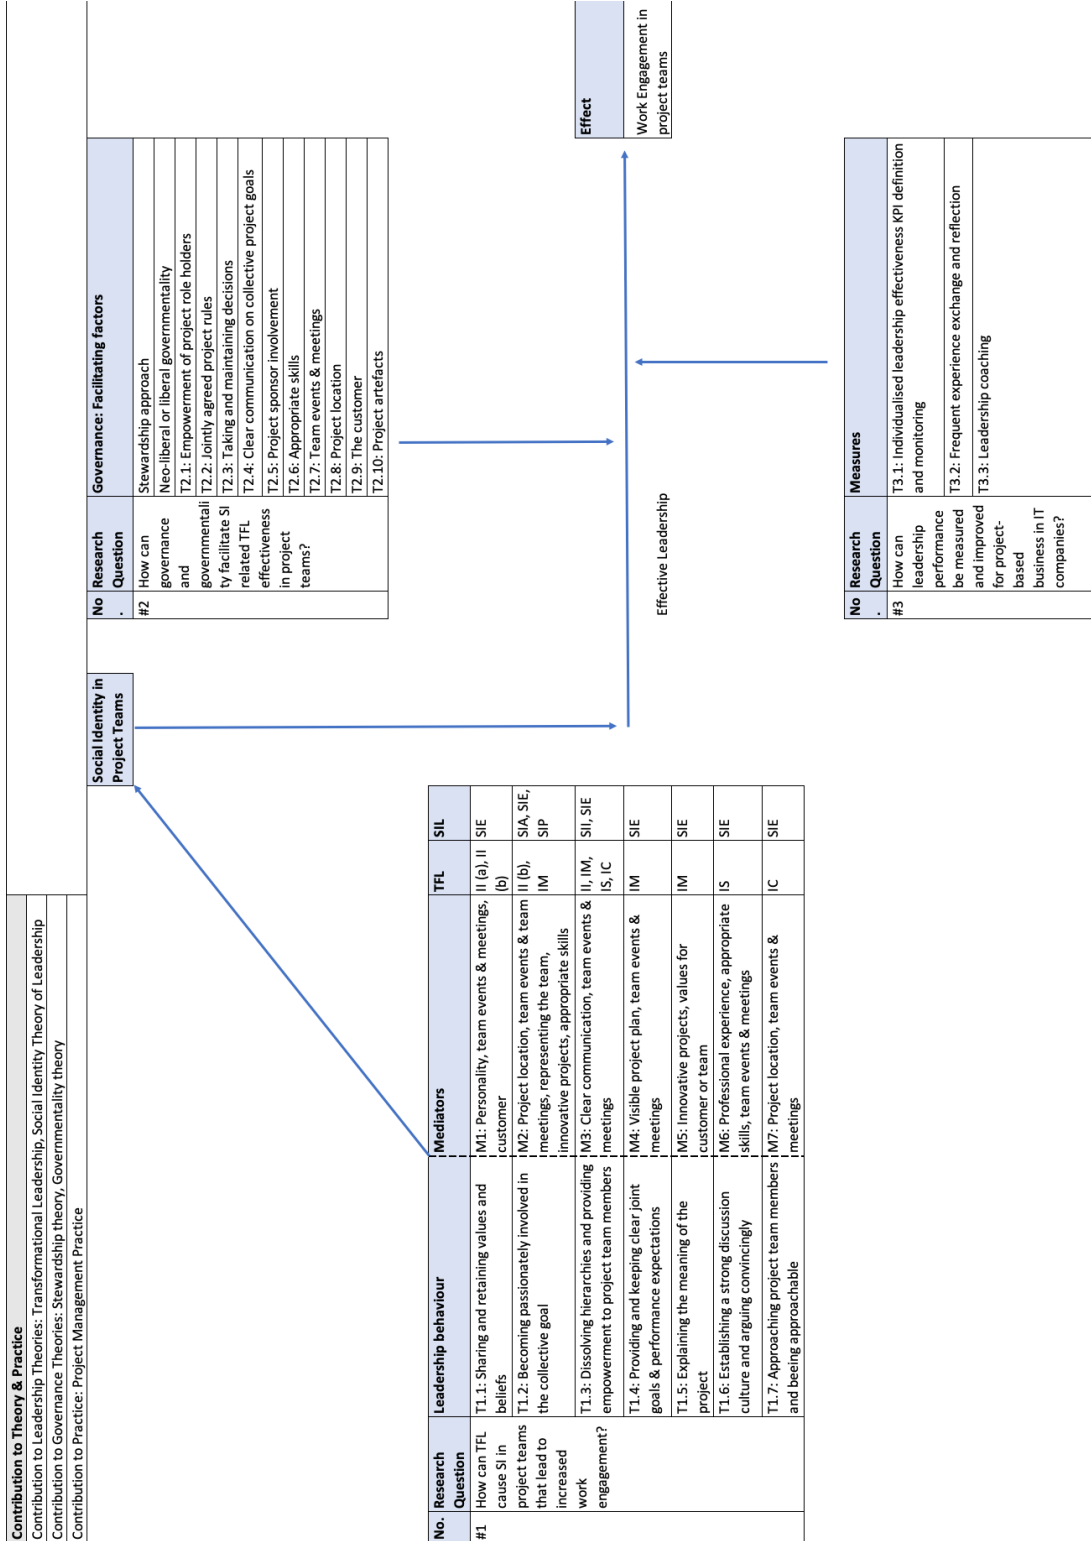 Contribution to Theory & Practice
Contribution to Leadership Theories: Transformational Leadership, Social Identity Theory of Leadership
Contribution to Governance Theories: Stewardship theory, Governmentality theory
Contribution to Practice: Project Management Practice
Social Identity in
Project Teams
No
.
Research
Question
Governance: Facilitating factors
#2
How can
governance
and
governmentali
ty facilitate SI
related TFL
effectiveness
in project
teams?
Stewardship approach
Neo-liberal or liberal governmentality
T2.1: Empowerment of project role holders
T2.2: Jointly agreed project rules
T2.3: Taking and maintaining decisions
T2.4: Clear communication on collective project goals
T2.5: Project sponsor involvement
T2.6: Appropriate skills
T2.7: Team events & meetings
T2.8: Project location
T2.9: The customer
T2.10: Project artefacts
No.
Research
Question
Leadership behaviour
Mediators
TFL
SIL
#1
How can TFL
cause SI in
project teams
that lead to
increased
work
engagement?
T1.1: Sharing and retaining values and
beliefs
M1: Personality, team events & meetings,
customer
II (a), II
(b)
SIE
T1.2: Becoming passionately involved in
the collective goal
M2: Project location, team events & team
meetings, representing the team,
innovative projects, appropriate skills
II (b),
IM
SIA, SIE,
SIP
T1.3: Dissolving hierarchies and providing
empowerment to project team members
M3: Clear communication, team events &
meetings
II, IM,
IS, IC
SII, SIE
T1.4: Providing and keeping clear joint
goals & performance expectations
M4: Visible project plan, team events &
meetings
IM
SIE
T1.5: Explaining the meaning of the
project
M5: Innovative projects, values for
customer or team
IM
SIE
T1.6: Establishing a strong discussion
culture and arguing convincingly
M6: Professional experience, appropriate
skills, team events & meetings
IS
SIE
T1.7: Approaching project team members
and beeing approachable
M7: Project location, team events &
meetings
IC
SIE
Effective Leadership
Effect
Work Engagement in
project teams
No
.
Research
Question
Measures
#3
How can
leadership
performance
be measured
and improved
for project-
based
business in IT
companies?
T3.1: Individualised leadership effectiveness KPI definition
and monitoring
T3.2: Frequent experience exchange and reflection
T3.3: Leadership coaching